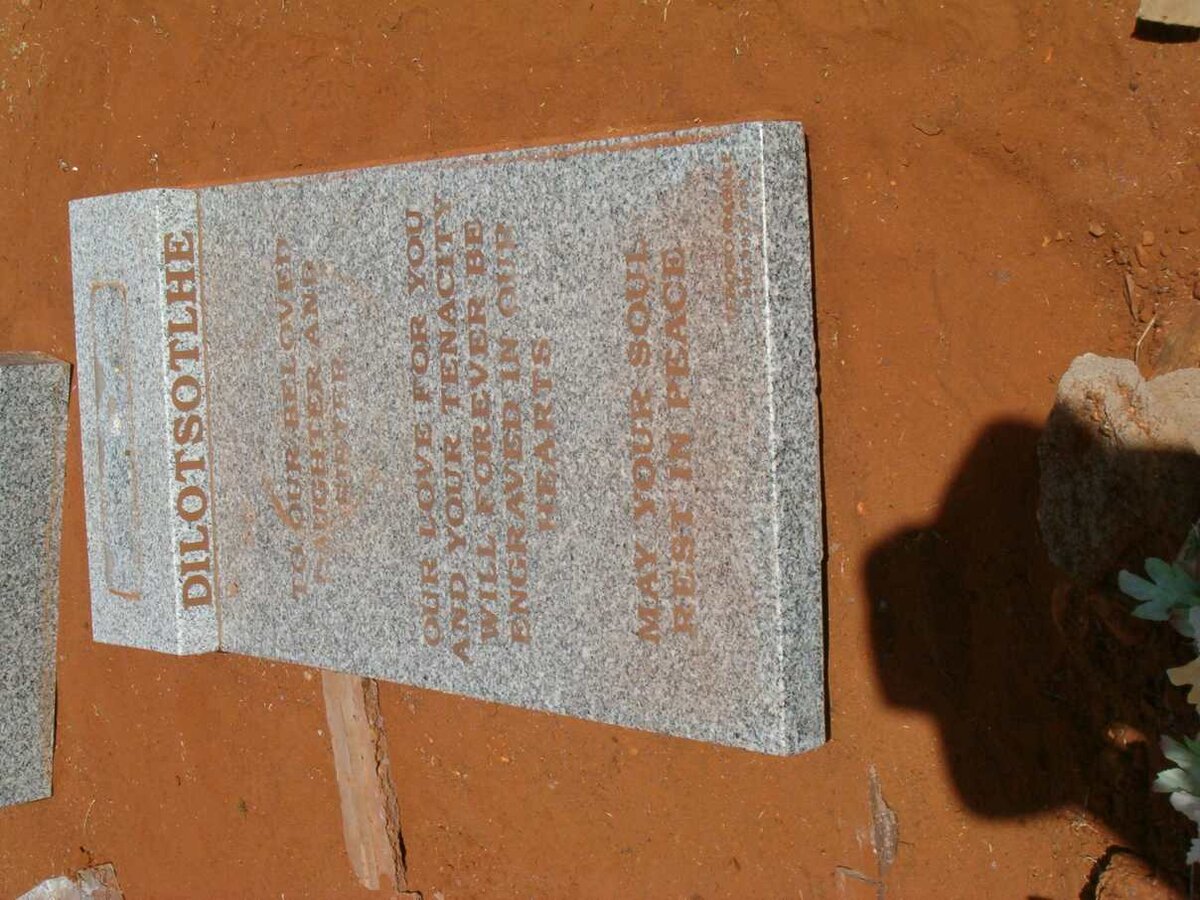 DILOTSOTLHE
TO OUR BELOVED
DAUGHTER AND
SISTER
OUR LOVE FOR YOU
AND YOUR TENACITY
WILL FOREVER BE
ENGRAVED IN OUR
HEARTS
MAY YOUR SOUL
REST IN PEACE